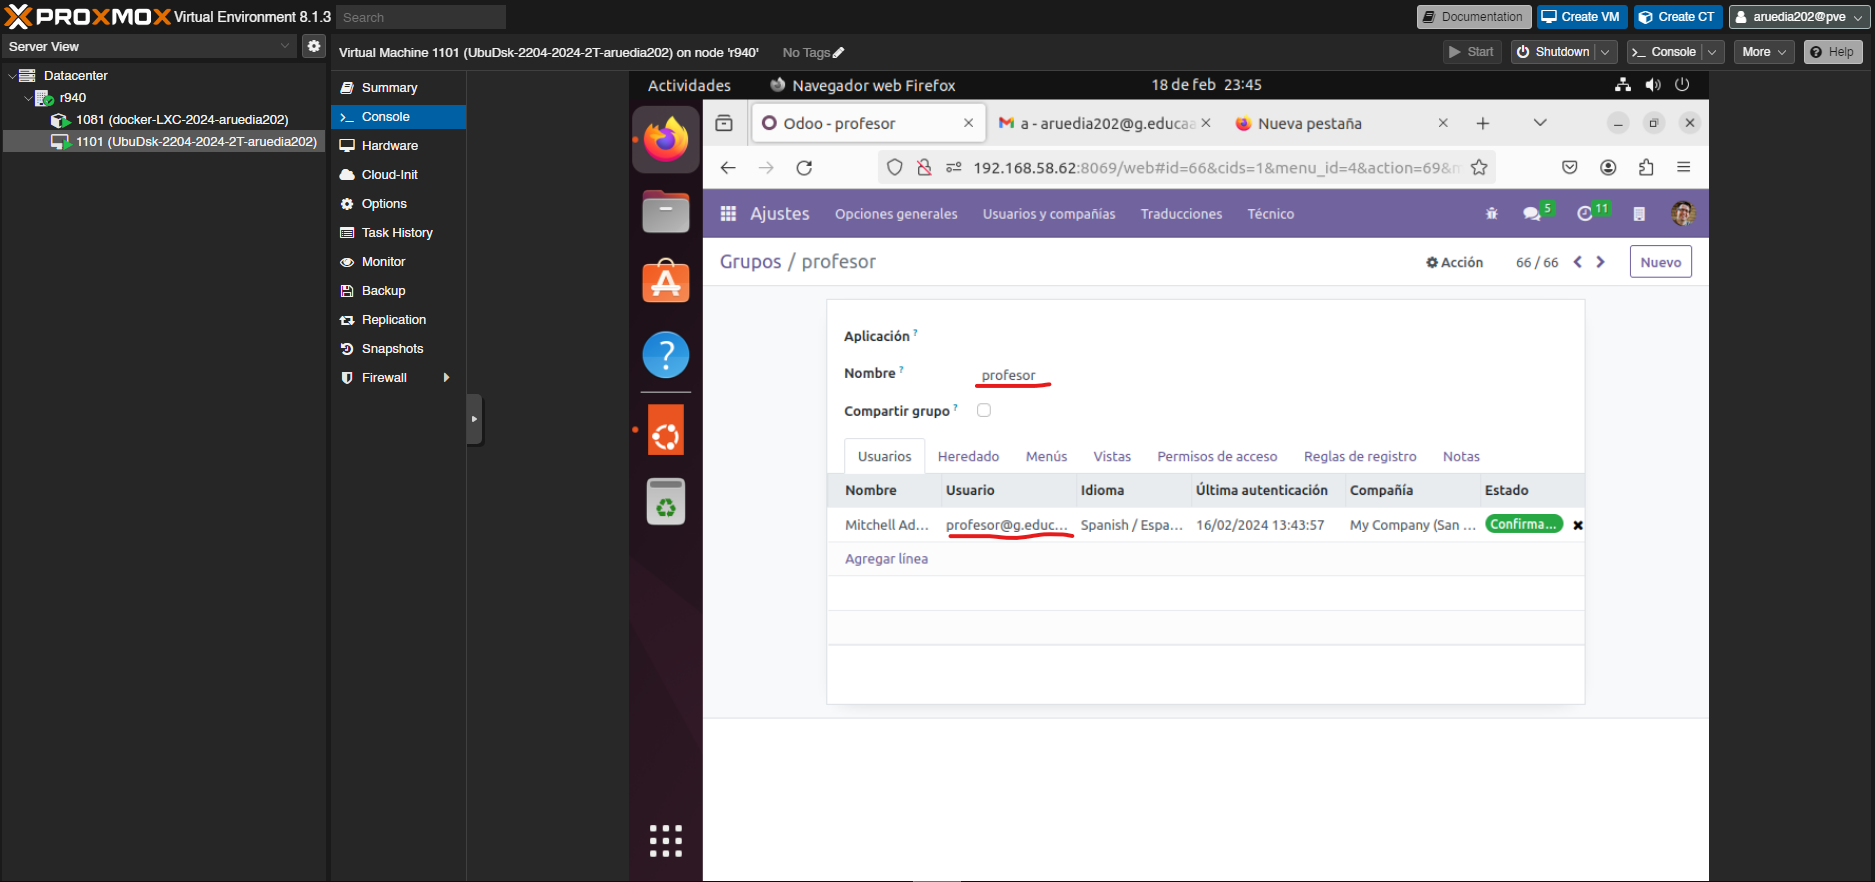 PROXMOX Virtual Environment 8.1.3 Search Documentation Create VM Create CT aruedia202@pve
Server View
Virtual Machine 1101 (UbuDsk-2204-2024-2T-aruedia202) on node 'r940' No Tags Start Shutdown Console More Help
Datacenter
r940
1081 (docker-LXC-2024-aruedia202)
1101 (UbuDsk-2204-2024-2T-aruedia202)
Summary
Console
Hardware
Cloud-Init
Options
Task History
Monitor
Backup
Replication
Snapshots
Firewall
Actividades Navegador web Firefox 18 de feb 23:45
Odoo - profesor a - aruedia202@g.educaa Nueva pestaña
192.168.58.62:8069/web#id=66&cids=1&menu_id=4&action=69&m
Ajustes Opciones generales Usuarios y compañías Traducciones Técnico 5 11
Grupos / profesor Acción 66 / 66 Nuevo
Aplicación ?
Nombre ? profesor
Compartir grupo ?
Usuarios Heredado Menús Vistas Permisos de acceso Reglas de registro Notas
Nombre Usuario Idioma Última autenticación Compañía Estado
Mitchell Ad... profesor@g.educ... Spanish / Espa... 16/02/2024 13:43:57 My Company (San ... Confirma...
Agregar línea